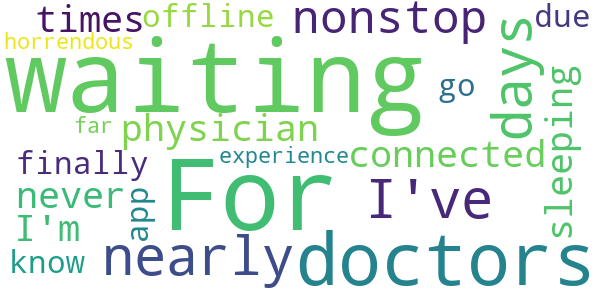 times
offline
nonstop
due
horrendous
waiting
days
go
sleeping
far
physician
finally
experience
connected
never
app
For
I've
I'm
know
nearly
doctors